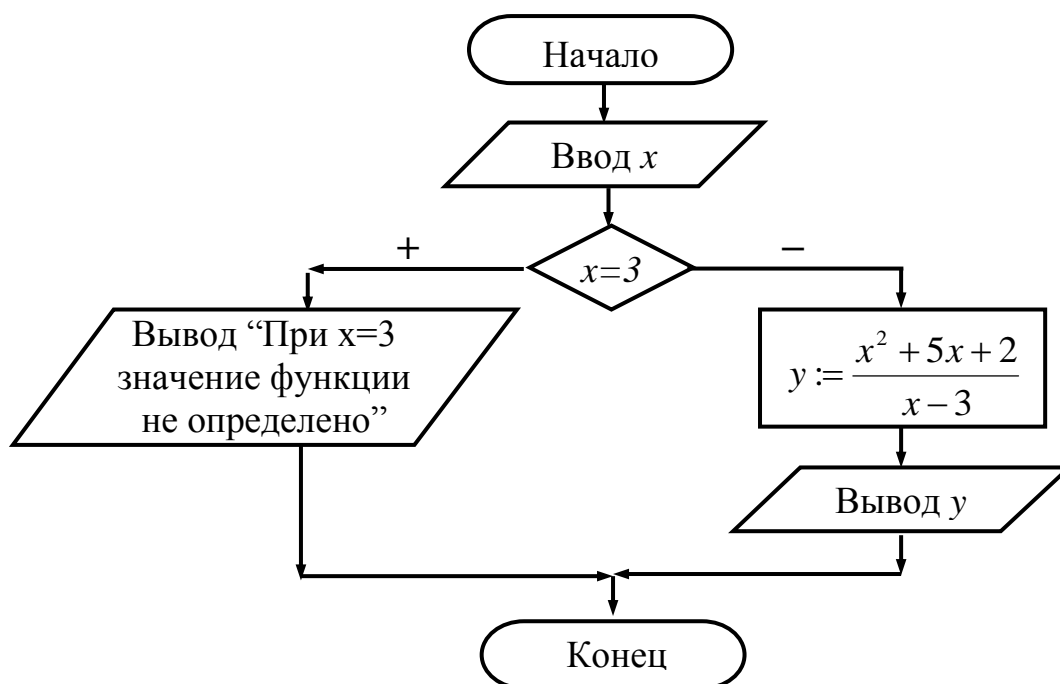 Начало
Ввод x
+
x=3
−
Вывод “При x=3
значение функции
не определено”
y := (x² + 5x + 2) / (x − 3)
Вывод y
Конец